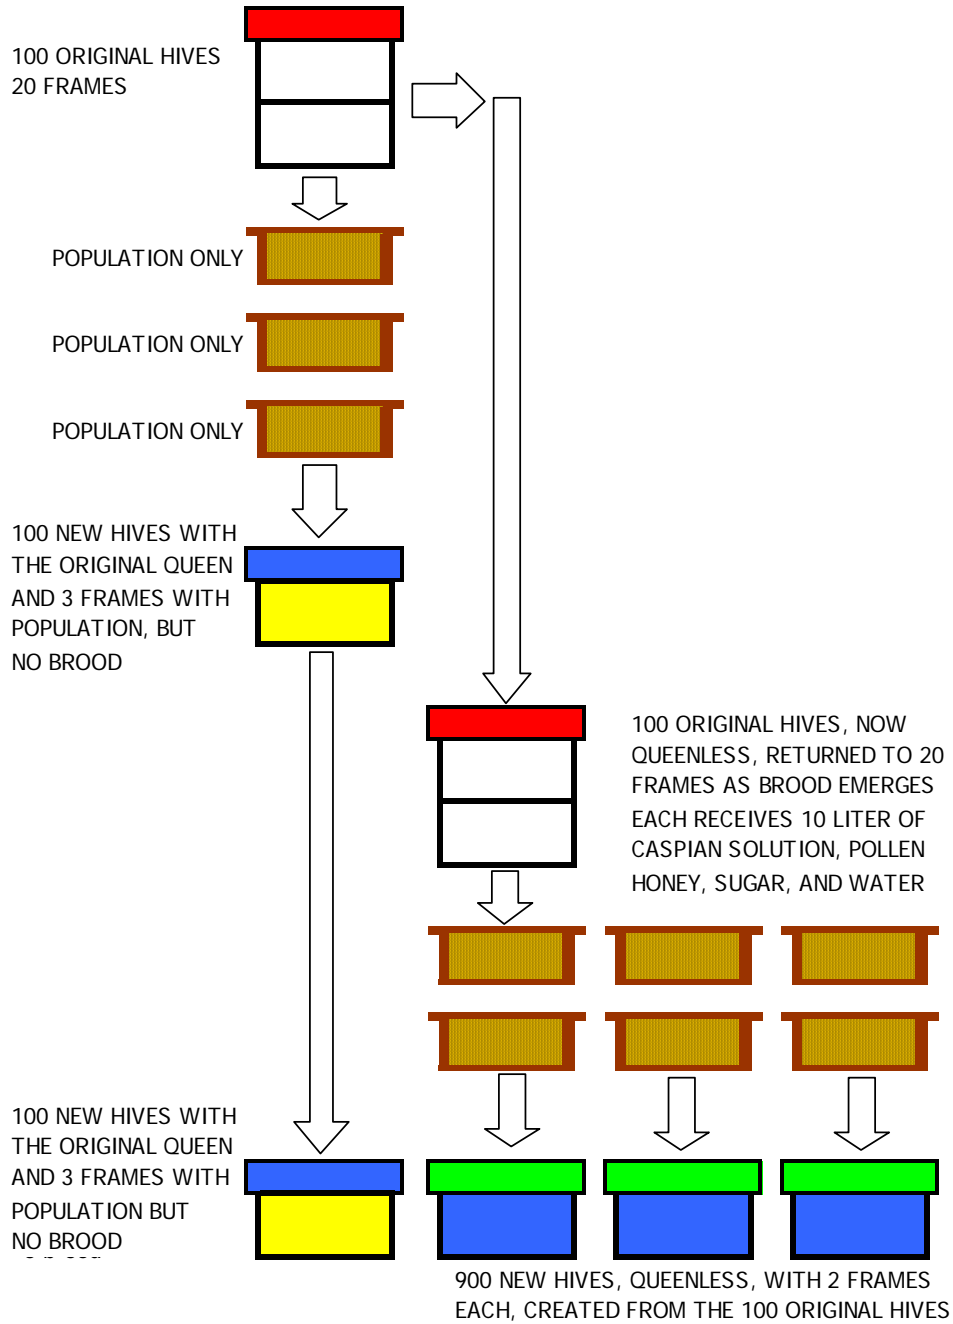 100 ORIGINAL HIVES
20 FRAMES
POPULATION ONLY
POPULATION ONLY
POPULATION ONLY
100 NEW HIVES WITH
THE ORIGINAL QUEEN
AND 3 FRAMES WITH
POPULATION, BUT
NO BROOD
100 ORIGINAL HIVES, NOW
QUEENLESS, RETURNED TO 20
FRAMES AS BROOD EMERGES
EACH RECEIVES 10 LITER OF
CASPIAN SOLUTION, POLLEN
HONEY, SUGAR, AND WATER
100 NEW HIVES WITH
THE ORIGINAL QUEEN
AND 3 FRAMES WITH
POPULATION BUT
NO BROOD
900 NEW HIVES, QUEENLESS, WITH 2 FRAMES
EACH, CREATED FROM THE 100 ORIGINAL HIVES